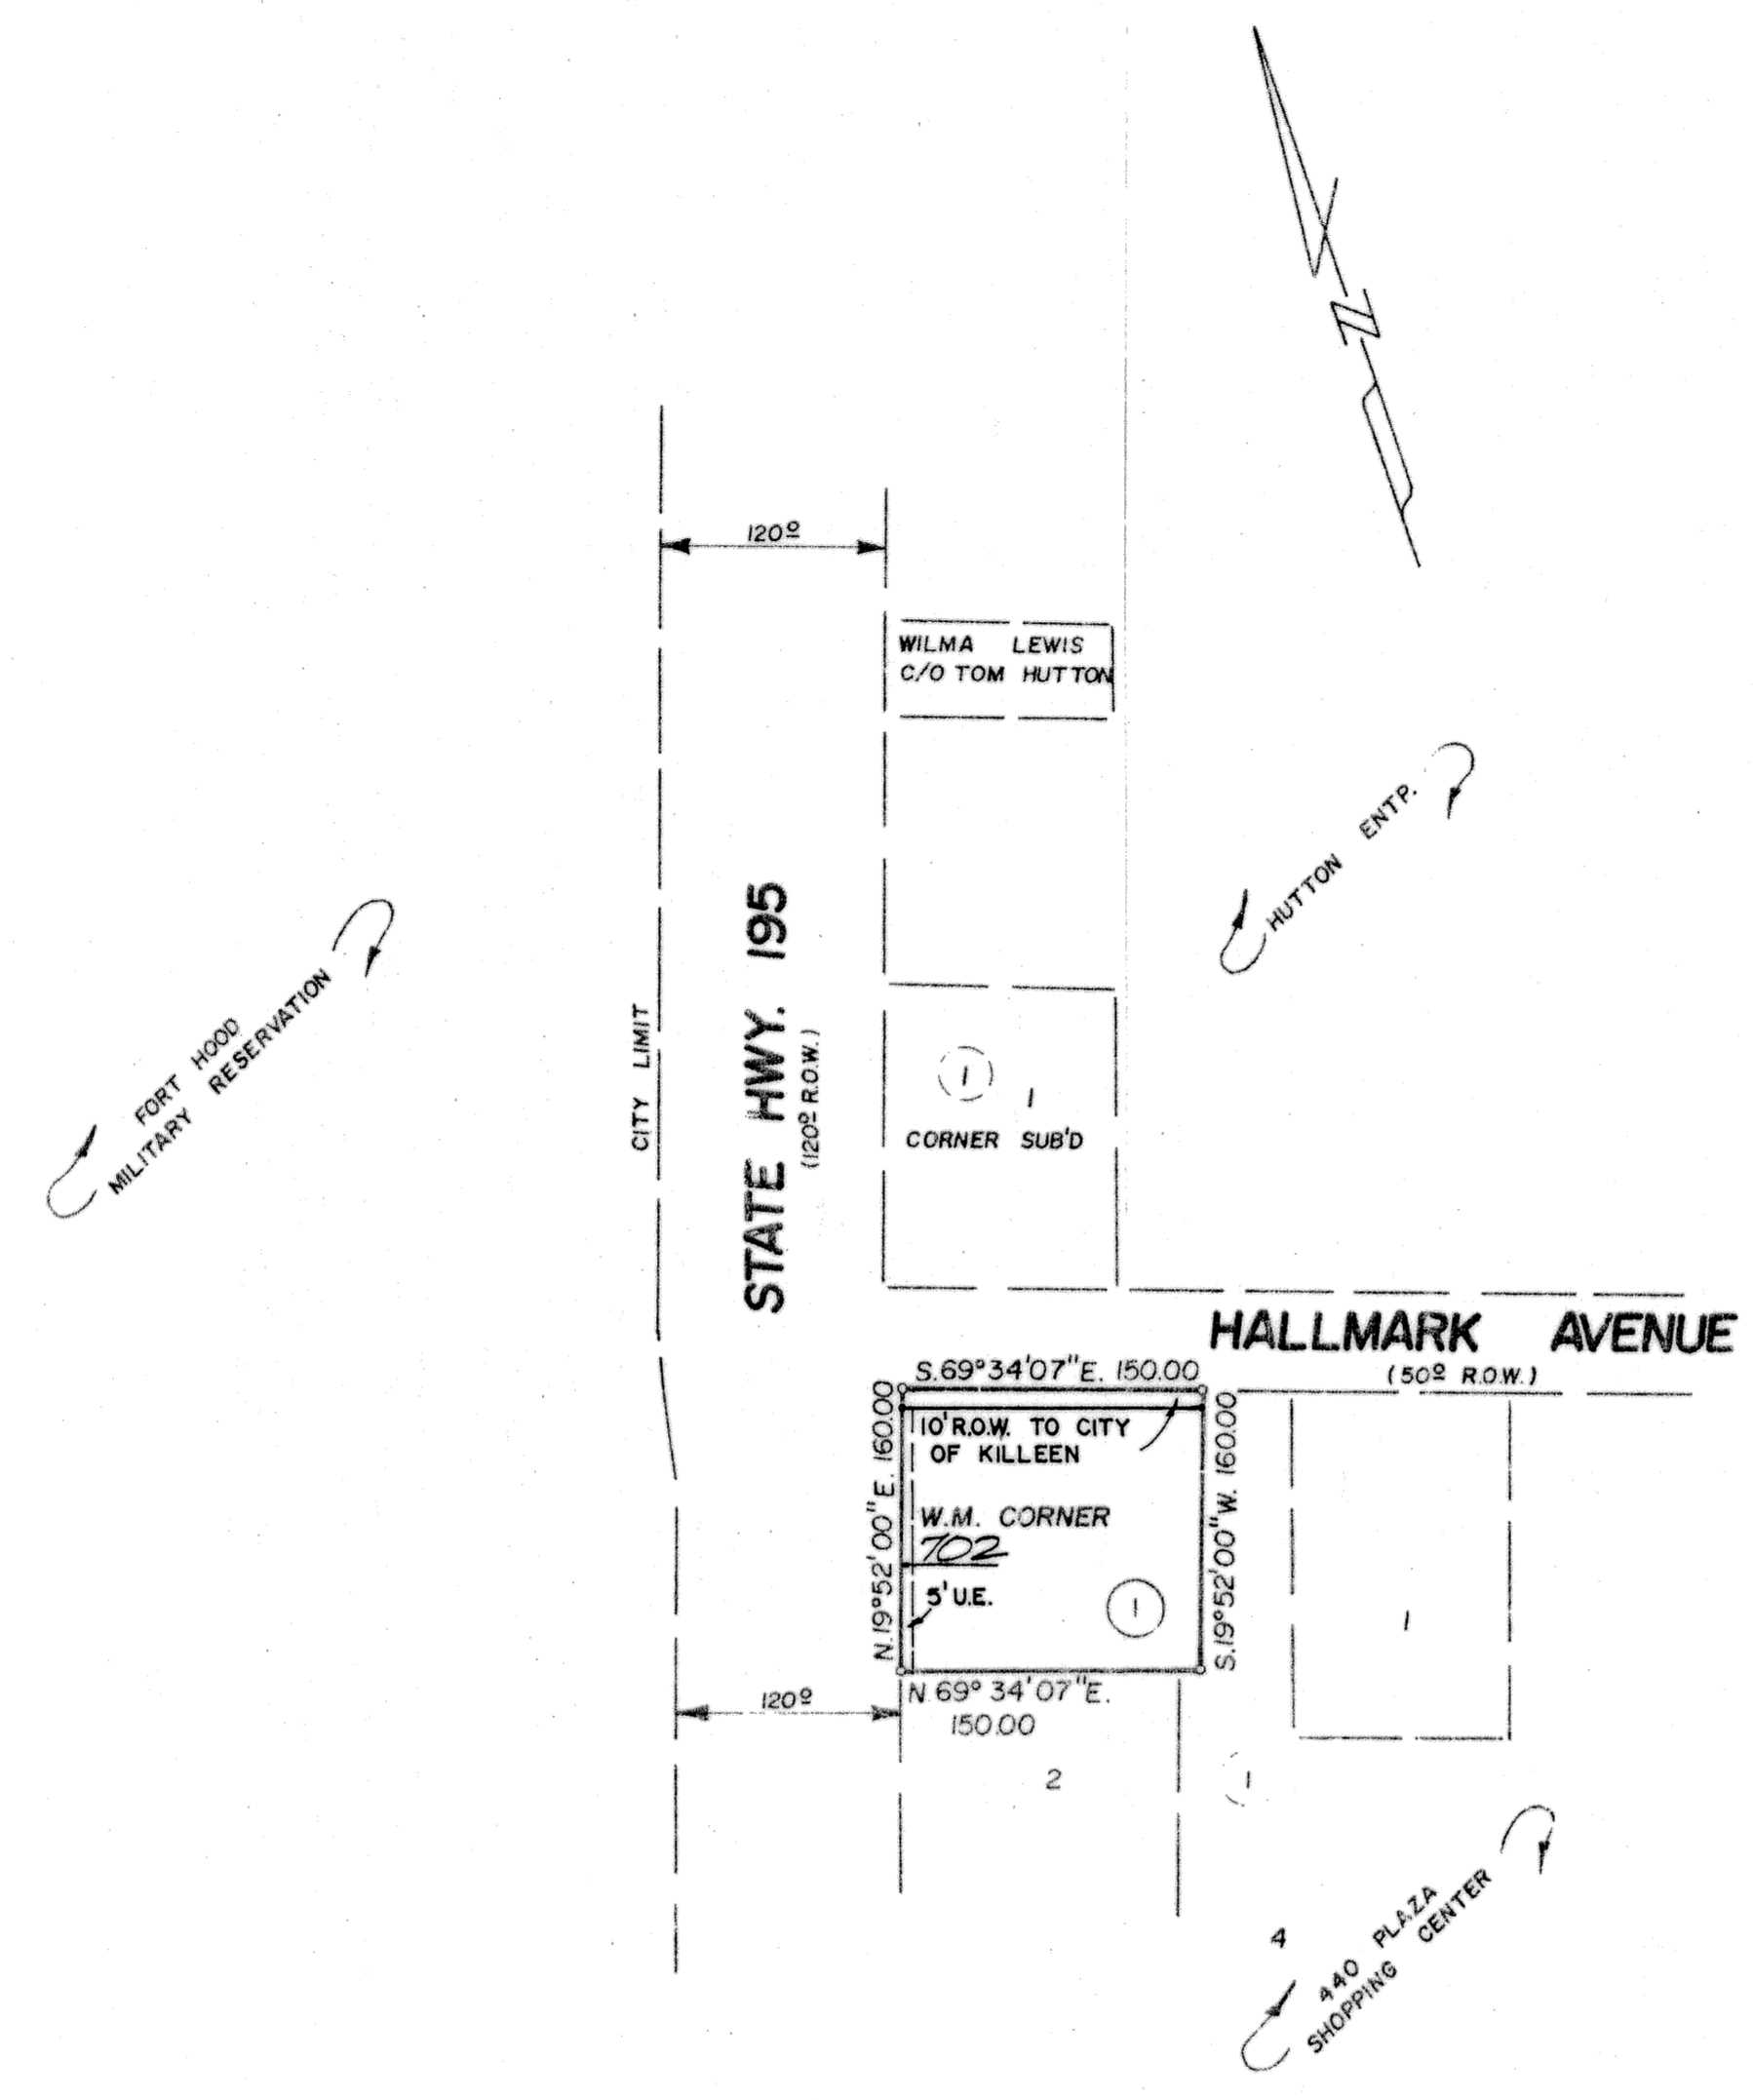 N
120º
WILMA LEWIS
C/O TOM HUTTON
HUTTON ENTP.
FORT HOOD
MILITARY RESERVATION
CITY LIMIT
STATE HWY. 195
(120º R.O.W.)
1
1
CORNER SUB'D
HALLMARK AVENUE
(50º R.O.W.)
S.69°34'07"E. 150.00
N.19°52'00"E. 160.00
10' R.O.W. TO CITY
OF KILLEEN
W.M. CORNER
702
5' U.E.
1
S.19°52'00"W. 160.00
1
N.69°34'07"E.
150.00
120º
2
1
4
440 PLAZA
SHOPPING CENTER